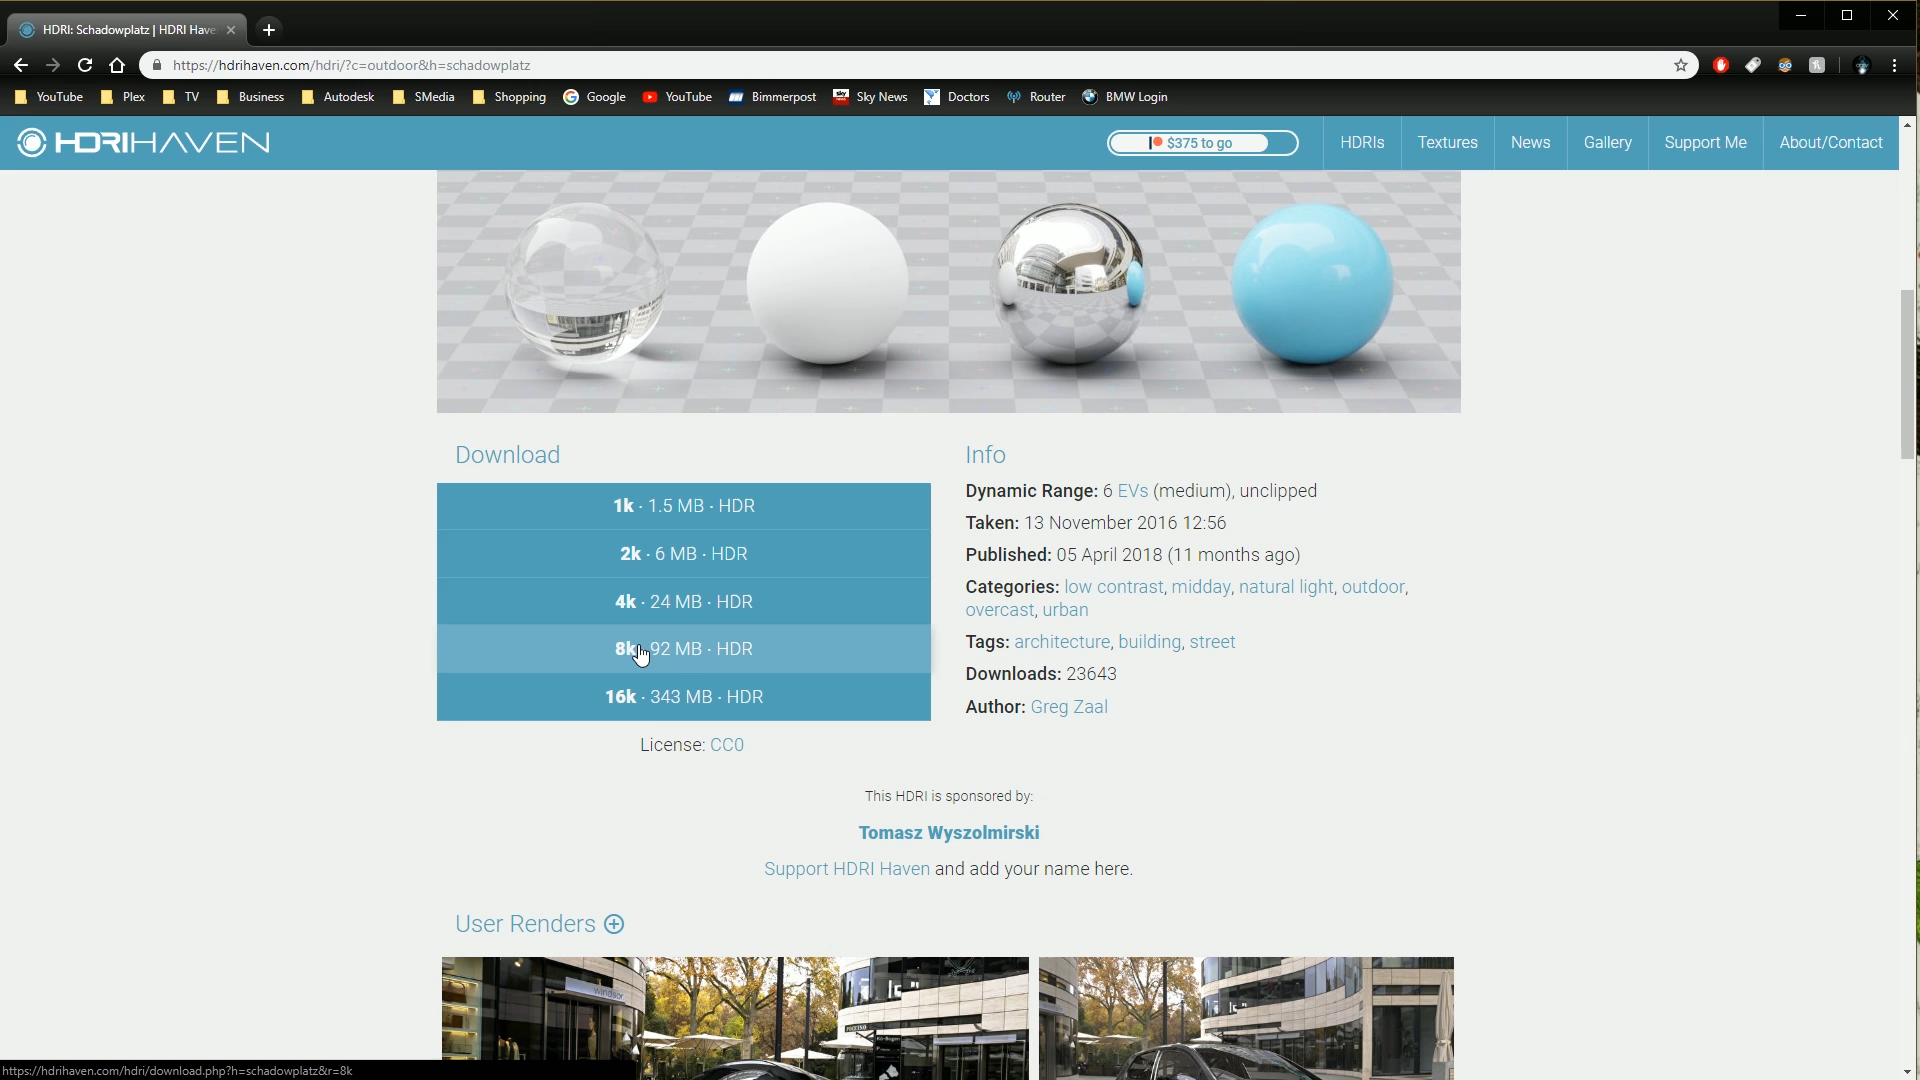 HDRI: Schadowplatz | HDRI Have
https://hdrihaven.com/hdri/?c=outdoor&h=schadowplatz
YouTube Plex TV Business Autodesk SMedia Shopping Google YouTube Bimmerpost Sky News Doctors Router BMW Login
HDRIHAVEN $375 to go HDRIs Textures News Gallery Support Me About/Contact
Download
1k · 1.5 MB · HDR
2k · 6 MB · HDR
4k · 24 MB · HDR
8k 92 MB · HDR
16k · 343 MB · HDR
License: CC0
Info
Dynamic Range: 6 EVs (medium), unclipped
Taken: 13 November 2016 12:56
Published: 05 April 2018 (11 months ago)
Categories: low contrast, midday, natural light, outdoor,
overcast, urban
Tags: architecture, building, street
Downloads: 23643
Author: Greg Zaal
This HDRI is sponsored by:
Tomasz Wyszolmirski
Support HDRI Haven and add your name here.
User Renders
windsor
https://hdrihaven.com/hdri/download.php?h=schadowplatz&r=8k